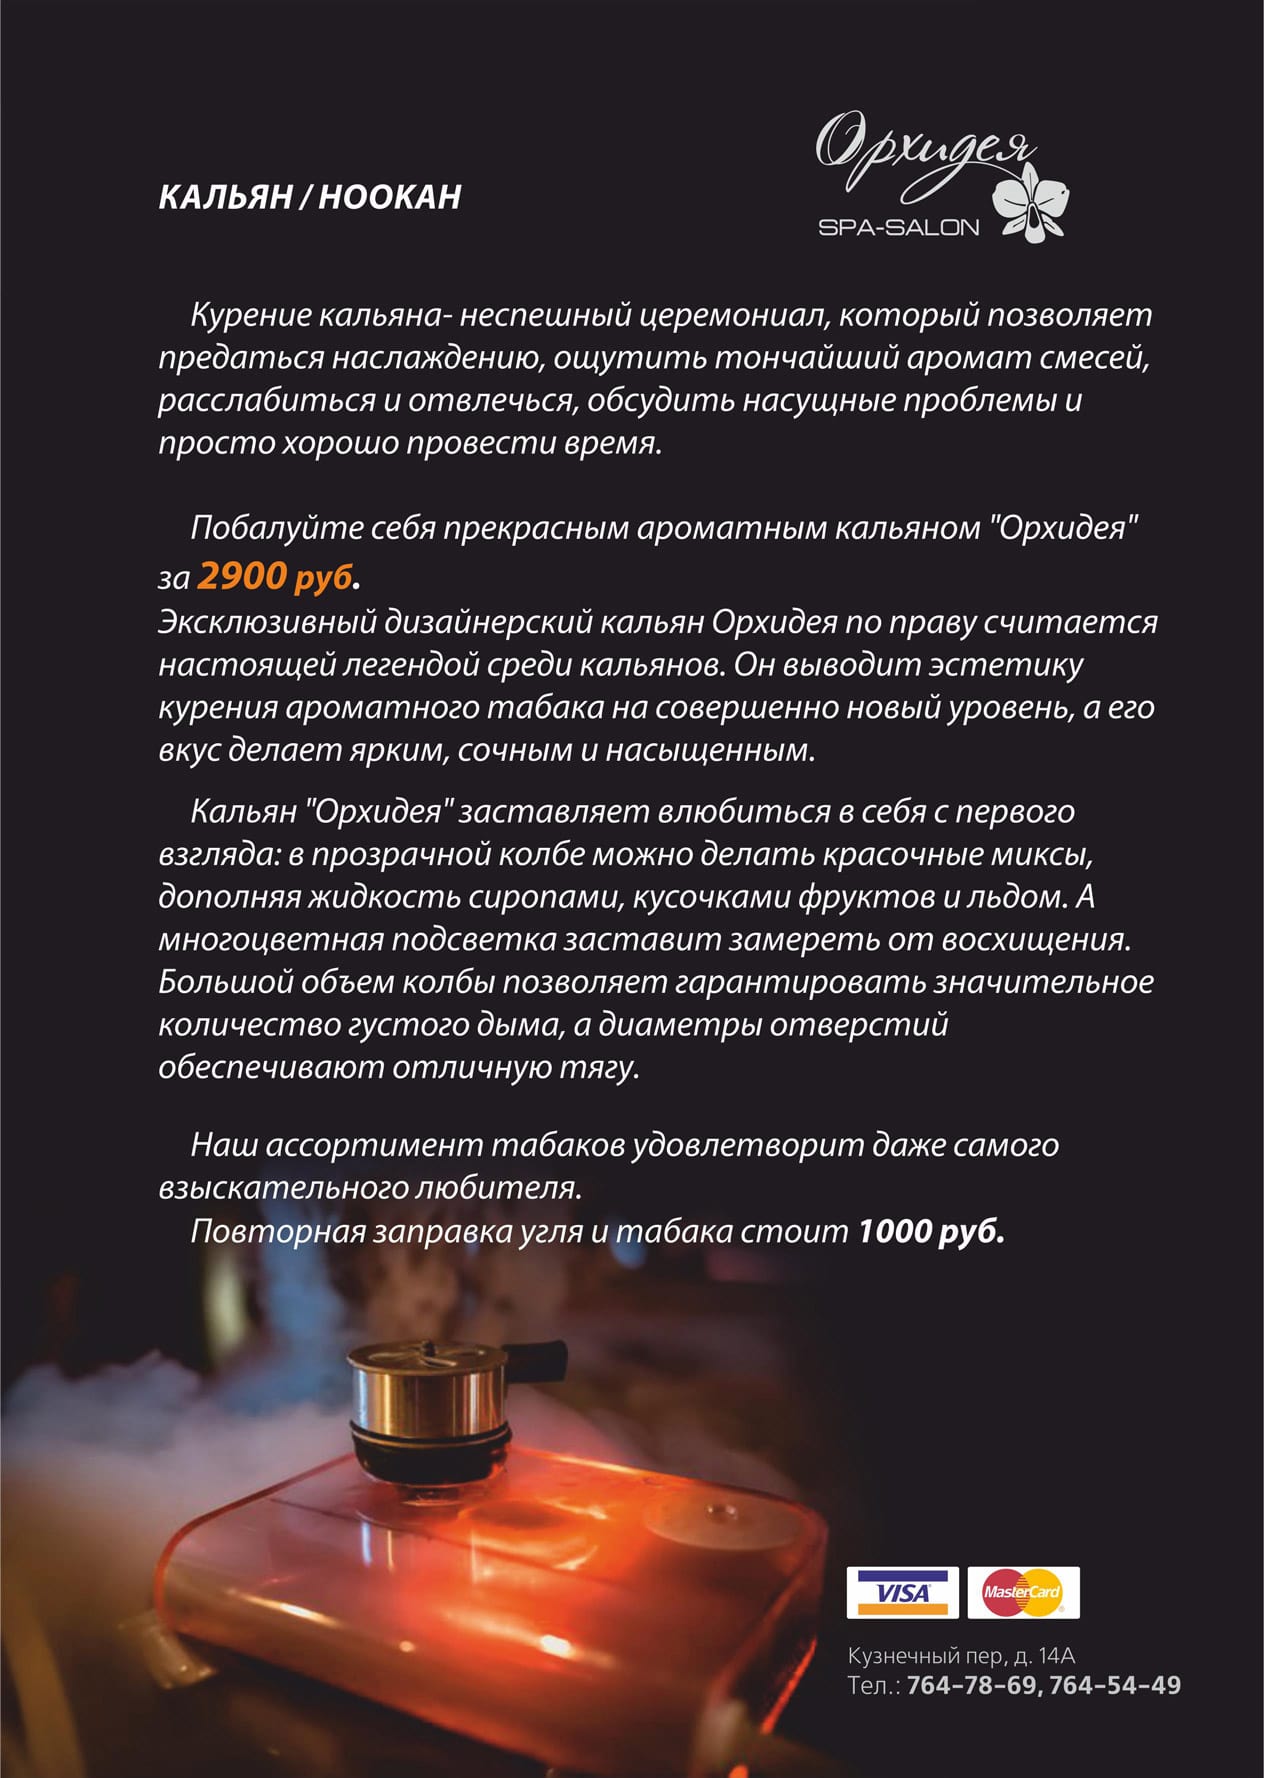 Орхидея
SPA-SALON
КАЛЬЯН / HOOKAH
Курение кальяна- неспешный церемониал, который позволяет
предаться наслаждению, ощутить тончайший аромат смесей,
расслабиться и отвлечься, обсудить насущные проблемы и
просто хорошо провести время.
Побалуйте себя прекрасным ароматным кальяном "Орхидея"
за 2900 руб.
Эксклюзивный дизайнерский кальян Орхидея по праву считается
настоящей легендой среди кальянов. Он выводит эстетику
курения ароматного табака на совершенно новый уровень, а его
вкус делает ярким, сочным и насыщенным.
Кальян "Орхидея" заставляет влюбиться в себя с первого
взгляда: в прозрачной колбе можно делать красочные миксы,
дополняя жидкость сиропами, кусочками фруктов и льдом. А
многоцветная подсветка заставит замереть от восхищения.
Большой объем колбы позволяет гарантировать значительное
количество густого дыма, а диаметры отверстий
обеспечивают отличную тягу.
Наш ассортимент табаков удовлетворит даже самого
взыскательного любителя.
Повторная заправка угля и табака стоит 1000 руб.
VISA MasterCard
Кузнечный пер, д. 14А
Тел.: 764-78-69, 764-54-49